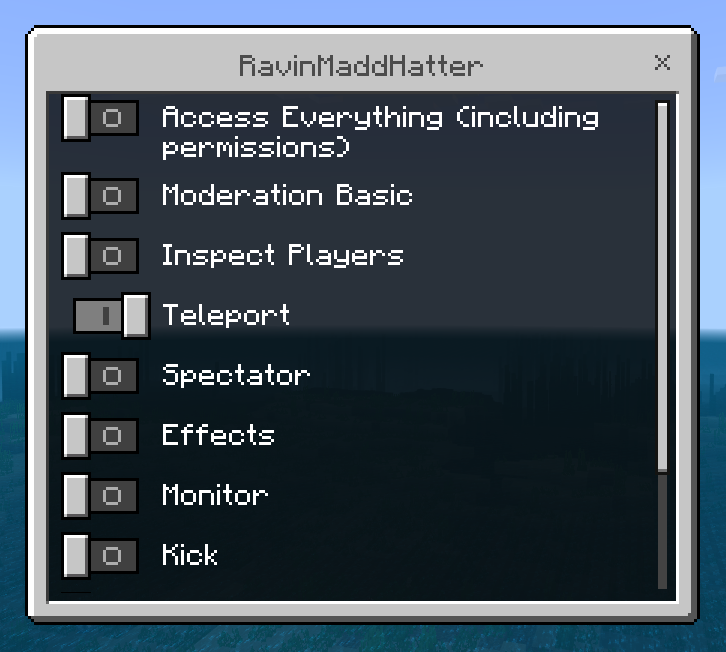 RavinMaddHatter
Access Everything (including
permissions)
Moderation Basic
Inspect Players
Teleport
Spectator
Effects
Monitor
Kick